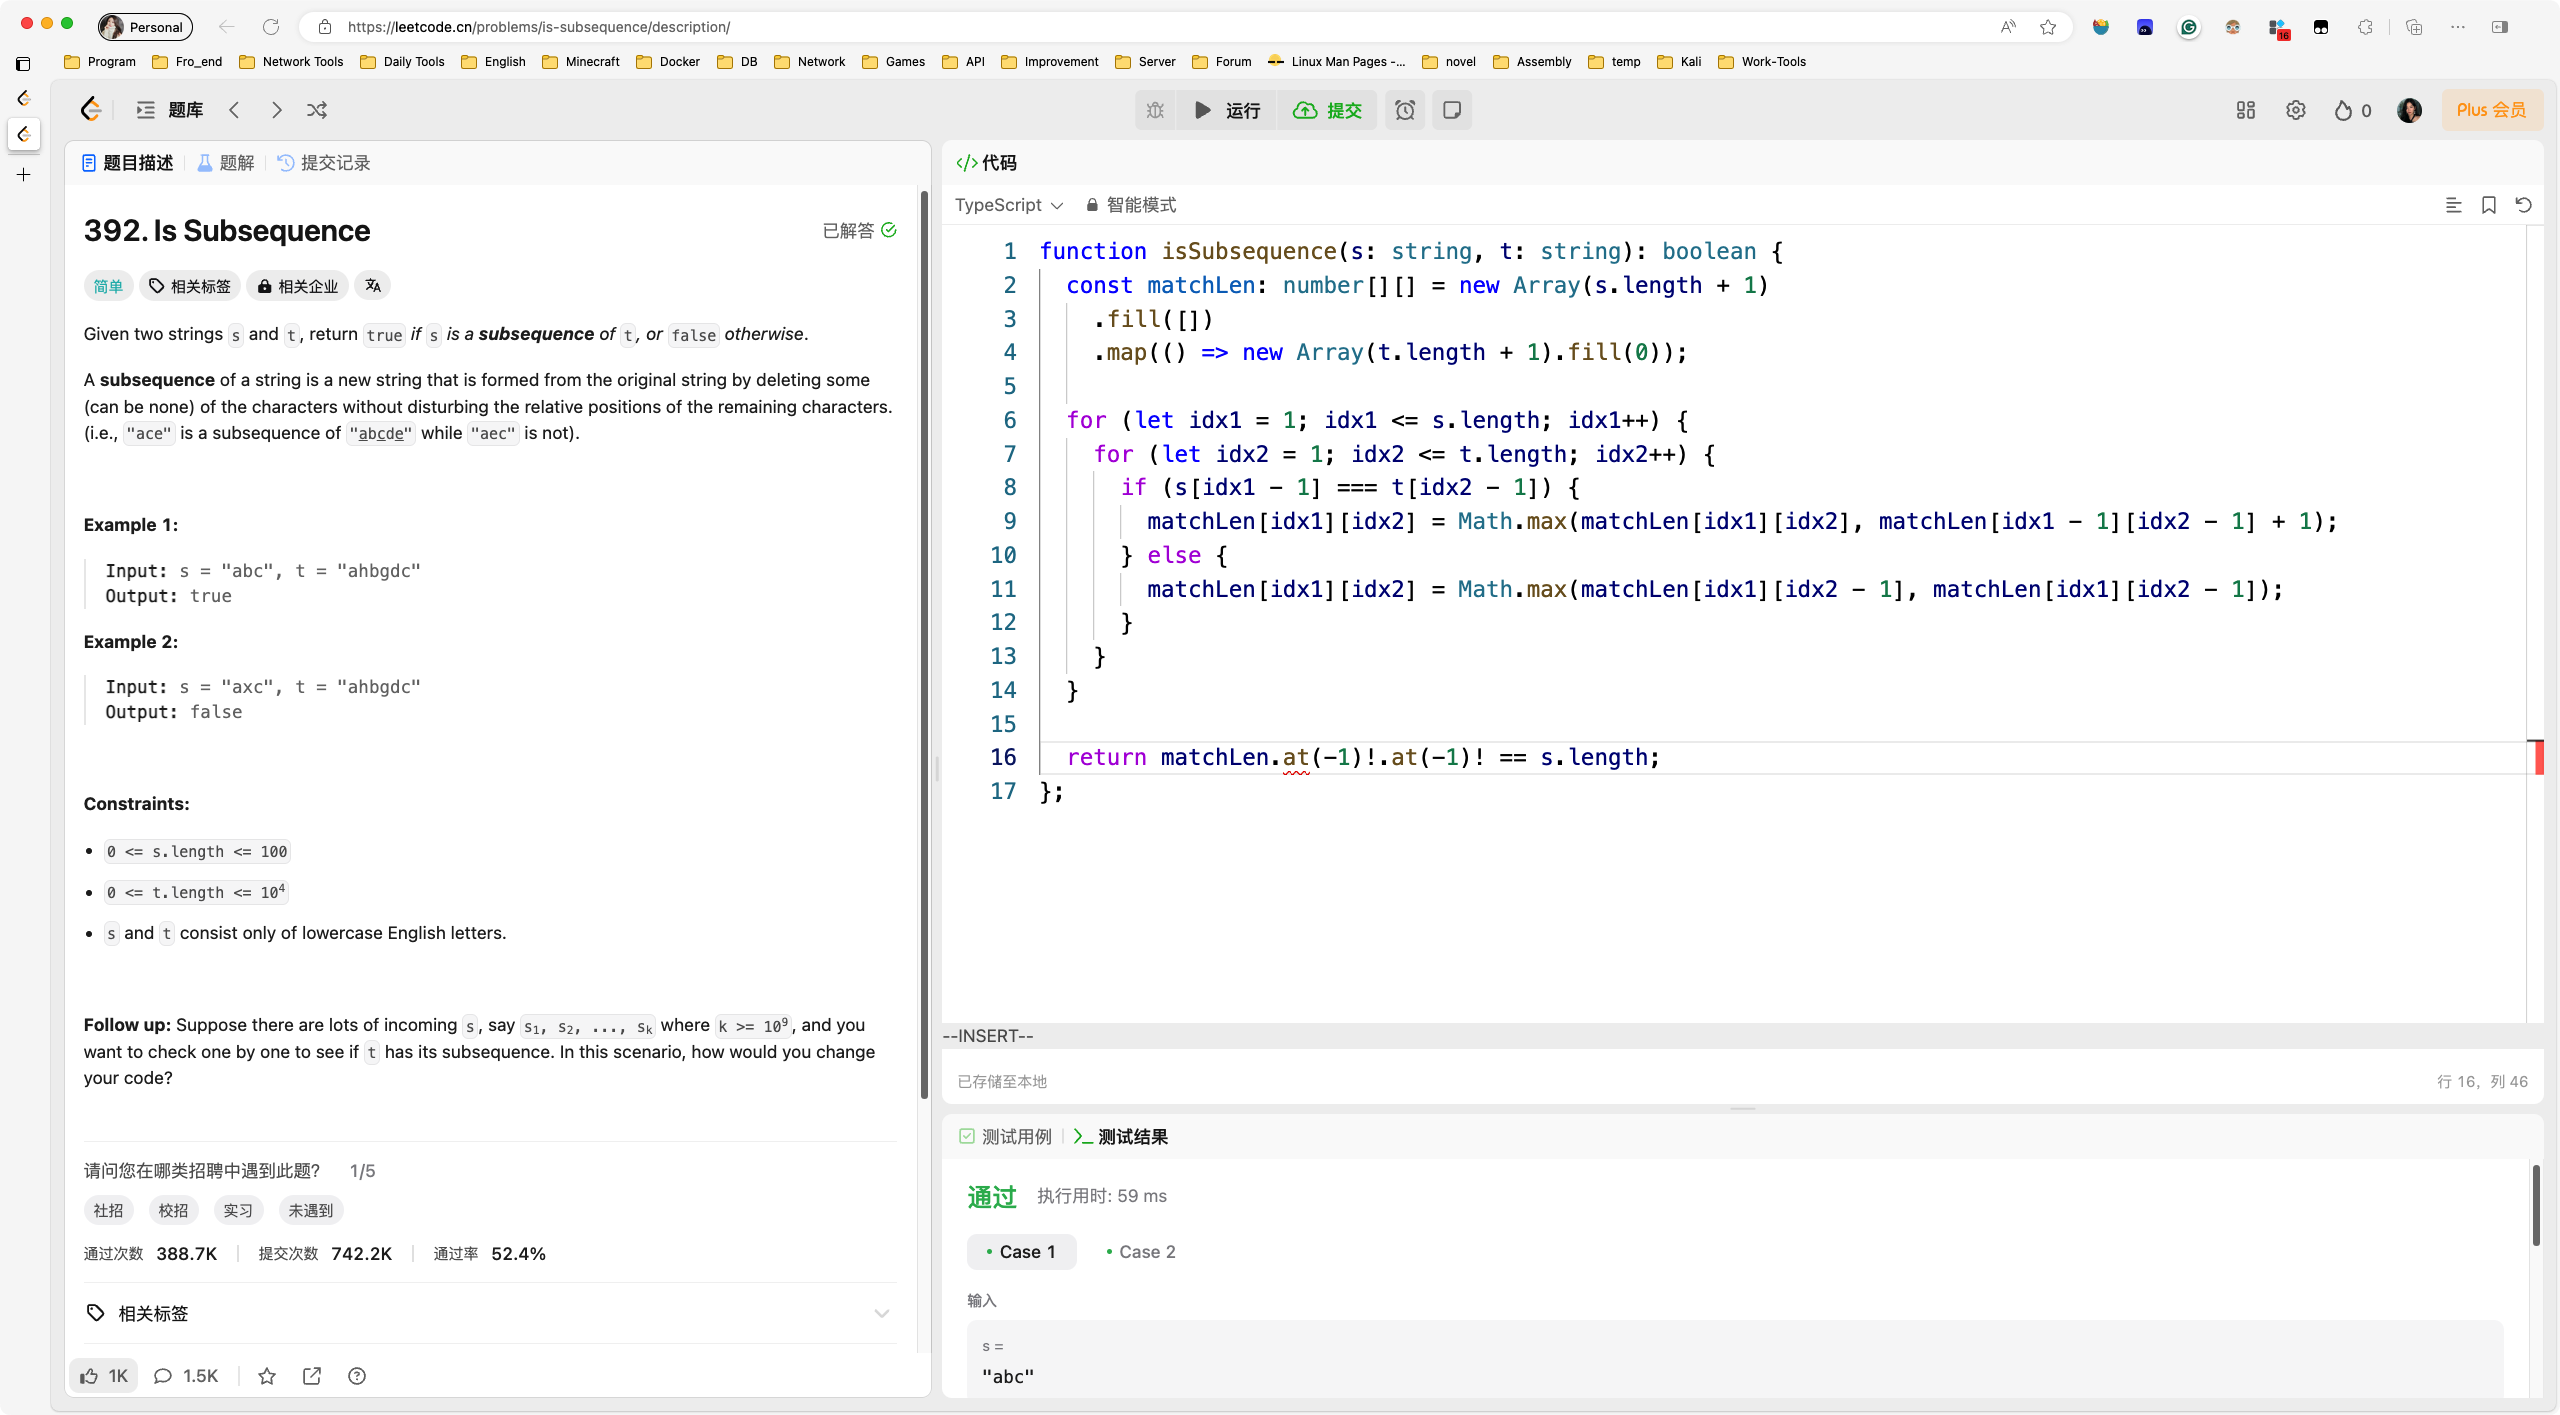 Personal
https://leetcode.cn/problems/is-subsequence/description/
16
Program Fro_end Network Tools Daily Tools English Minecraft Docker DB Network Games API Improvement Server Forum Linux Man Pages -... novel Assembly temp Kali Work-Tools
题库
运行 提交
0
Plus 会员
题目描述 题解 提交记录
392. Is Subsequence
已解答
简单 相关标签 相关企业
Given two strings s and t, return true if s is a subsequence of t, or false otherwise.
A subsequence of a string is a new string that is formed from the original string by deleting some
(can be none) of the characters without disturbing the relative positions of the remaining characters.
(i.e., "ace" is a subsequence of "abcde" while "aec" is not).
Example 1:
Input: s = "abc", t = "ahbgdc"
Output: true
Example 2:
Input: s = "axc", t = "ahbgdc"
Output: false
Constraints:
• 0 <= s.length <= 100
• 0 <= t.length <= 10⁴
• s and t consist only of lowercase English letters.
Follow up: Suppose there are lots of incoming s, say s₁, s₂, ..., sₖ where k >= 10⁹, and you
want to check one by one to see if t has its subsequence. In this scenario, how would you change
your code?
请问您在哪类招聘中遇到此题? 1/5
社招 校招 实习 未遇到
通过次数 388.7K 提交次数 742.2K 通过率 52.4%
相关标签
1K 1.5K
</> 代码
TypeScript 智能模式
1 function isSubsequence(s: string, t: string): boolean {
2 const matchLen: number[][] = new Array(s.length + 1)
3 .fill([])
4 .map(() => new Array(t.length + 1).fill(0));
5
6 for (let idx1 = 1; idx1 <= s.length; idx1++) {
7 for (let idx2 = 1; idx2 <= t.length; idx2++) {
8 if (s[idx1 - 1] === t[idx2 - 1]) {
9 matchLen[idx1][idx2] = Math.max(matchLen[idx1][idx2], matchLen[idx1 - 1][idx2 - 1] + 1);
10 } else {
11 matchLen[idx1][idx2] = Math.max(matchLen[idx1][idx2 - 1], matchLen[idx1][idx2 - 1]);
12 }
13 }
14 }
15
16 return matchLen.at(-1)!.at(-1)! == s.length;
17 };
--INSERT--
已存储至本地
行 16, 列 46
测试用例 测试结果
通过 执行用时: 59 ms
• Case 1 • Case 2
输入
s =
"abc"